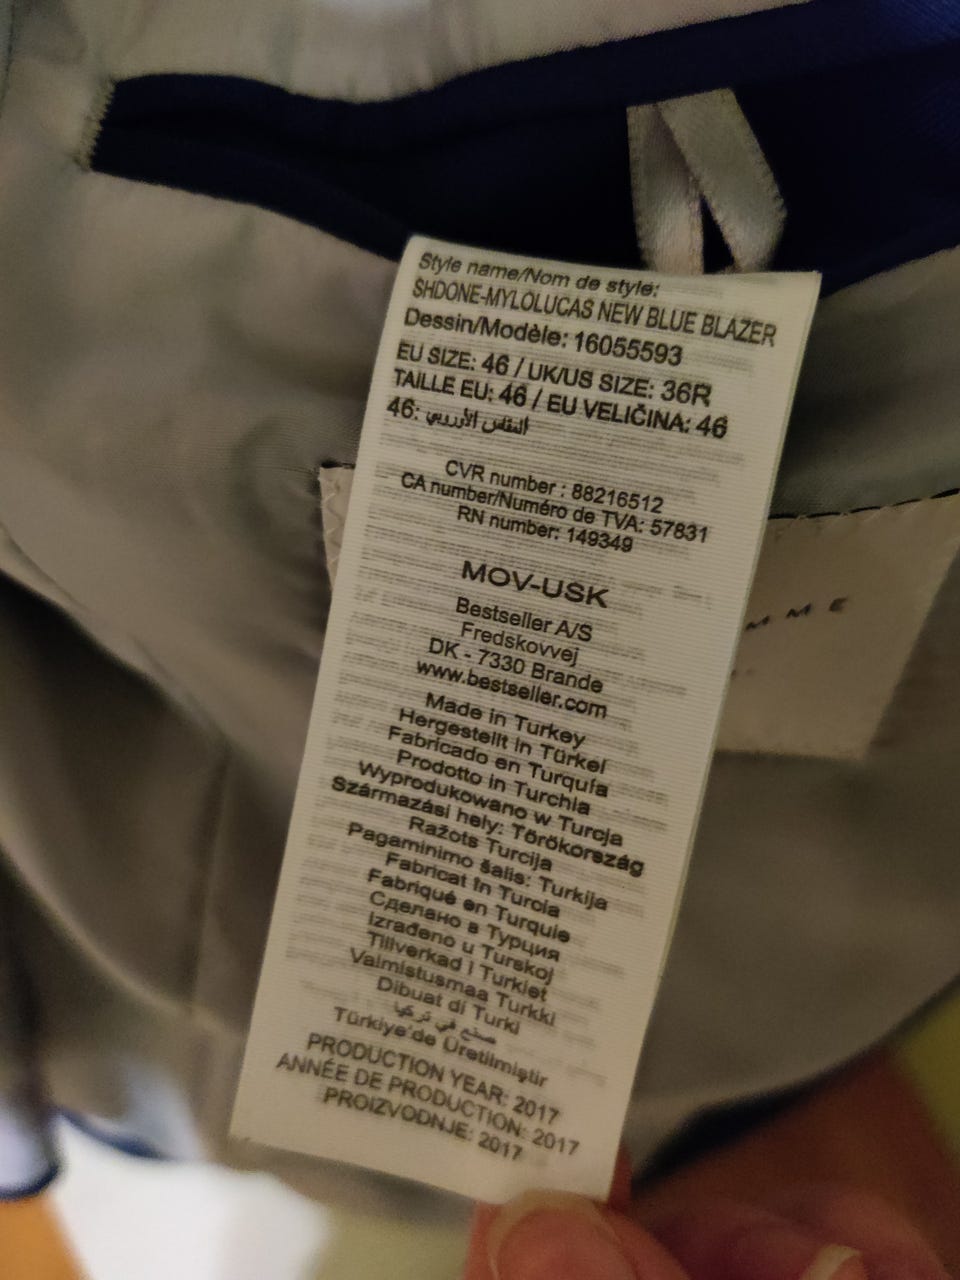 Style name/Nom de style:
SHDONE-MYLOLUCAS NEW BLUE BLAZER
Dessin/Modèle: 16055593
EU SIZE: 46 / UK/US SIZE: 36R
TAILLE EU: 46 / EU VELIČINA: 46
46: المقاس الأوروبي
CVR number : 88216512
CA number/Numéro de TVA: 57831
RN number: 149349
MOV-USK
Bestseller A/S
Fredskovvej
DK - 7330 Brande
www.bestseller.com
Made in Turkey
Hergestellt in Türkei
Fabricado en Turquía
Prodotto in Turchia
Wyprodukowano w Turcja
Származási hely: Törökország
Ražots Turcija
Pagaminimo šalis: Turkija
Fabricat în Turcia
Fabriqué en Turquie
Сделано в Турция
Izrađeno u Turskoj
Tillverkad i Turkiet
Valmistusmaa Turkki
Dibuat di Turki
صنع في تركيا
Türkiye'de Üretilmiştir
PRODUCTION YEAR: 2017
ANNÉE DE PRODUCTION: 2017
PROIZVODNJE: 2017